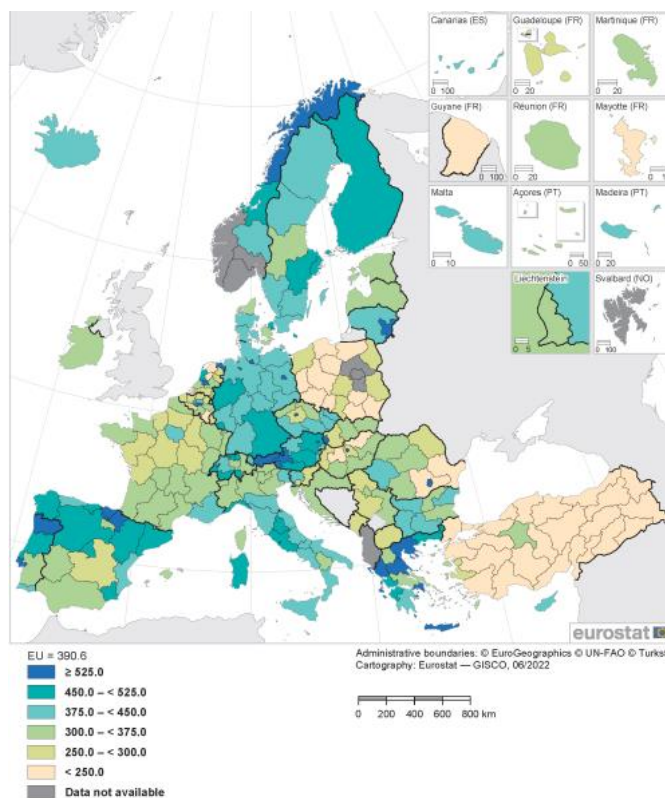 Canarias (ES)
0 100
Guadeloupe (FR)
0 20
Martinique (FR)
0 20
Guyane (FR)
0 100
Réunion (FR)
0 20
Mayotte (FR)
0
Malta
0 10
Açores (PT)
0 50
Madeira (PT)
0 20
Liechtenstein
0 5
Svalbard (NO)
0 100
eurostat
EU = 390.6
≥ 525.0
450.0 – < 525.0
375.0 – < 450.0
300.0 – < 375.0
250.0 – < 300.0
< 250.0
Data not available
Administrative boundaries: © EuroGeographics © UN-FAO © Turkst
Cartography: Eurostat — GISCO, 06/2022
0 200 400 600 800 km